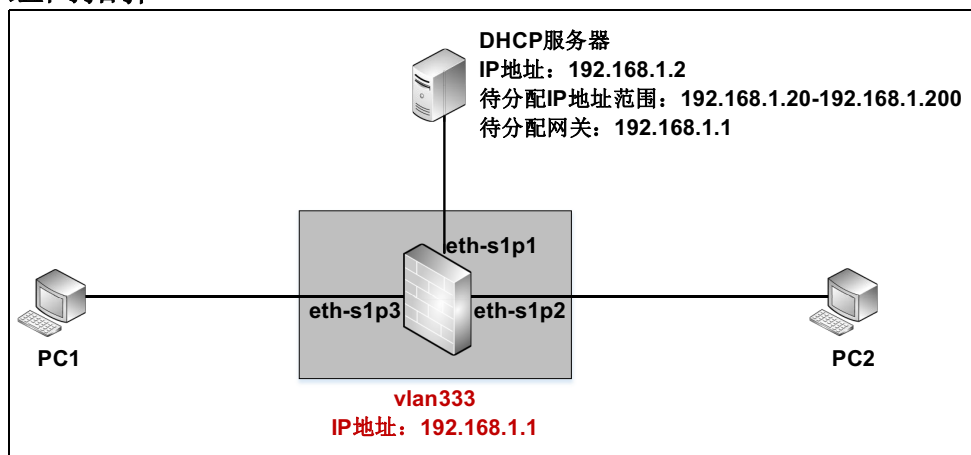 DHCP服务器
IP地址：192.168.1.2
待分配IP地址范围：192.168.1.20-192.168.1.200
待分配网关：192.168.1.1
eth-s1p1
eth-s1p3
eth-s1p2
PC1
PC2
vlan333
IP地址：192.168.1.1